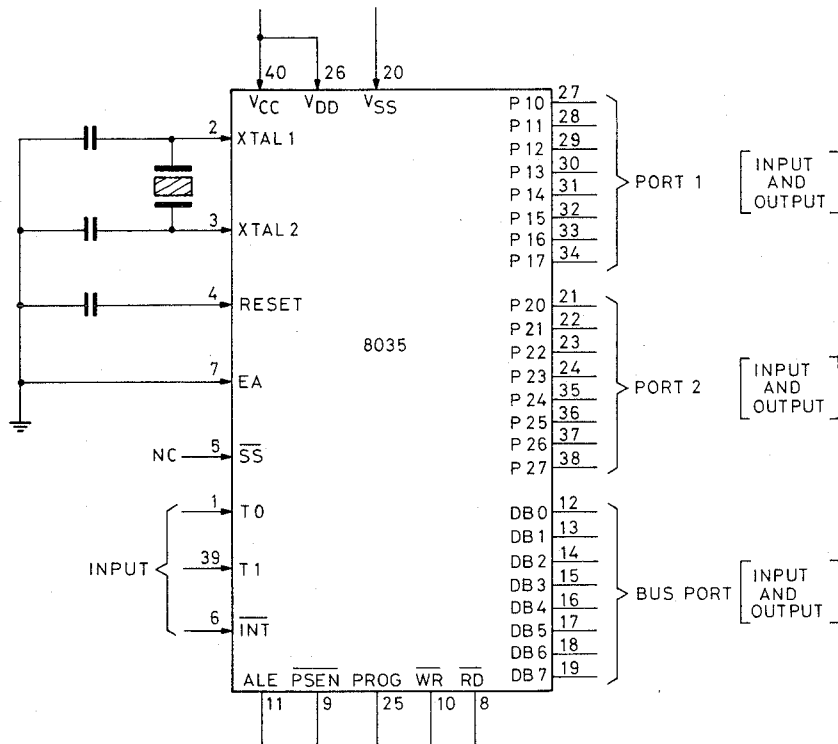 40 26 20
VCC VDD VSS
2 XTAL1
3 XTAL2
4 RESET
7 EA
NC 5 SS
1 T0
INPUT
39 T1
6 INT
8035
P10 27
P11 28
P12 29
P13 30
P14 31
P15 32
P16 33
P17 34
PORT 1
INPUT
AND
OUTPUT
P20 21
P21 22
P22 23
P23 24
P24 35
P25 36
P26 37
P27 38
PORT 2
INPUT
AND
OUTPUT
DB0 12
DB1 13
DB2 14
DB3 15
DB4 16
DB5 17
DB6 18
DB7 19
BUS PORT
INPUT
AND
OUTPUT
ALE PSEN PROG WR RD
11 9 25 10 8